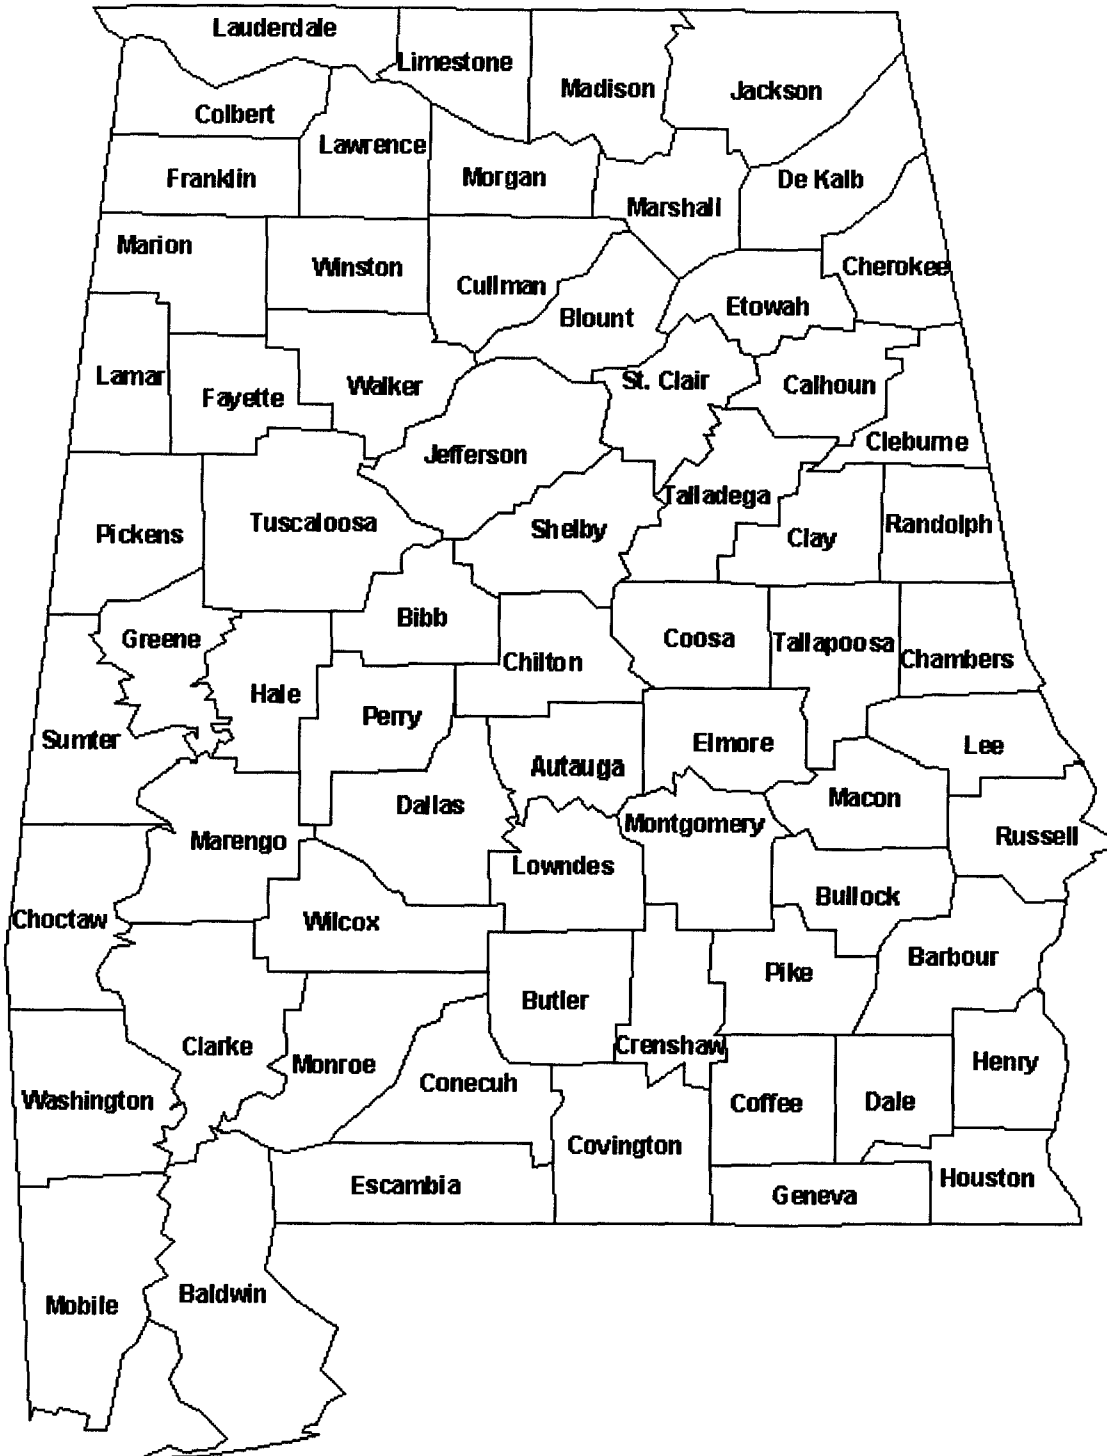 Lauderdale
Limestone
Madison
Jackson
Colbert
Lawrence
Franklin
Morgan
De Kalb
Marshall
Marion
Winston
Cullman
Cherokee
Blount
Etowah
Lamar
Fayette
Walker
St. Clair
Calhoun
Jefferson
Cleburne
Talladega
Pickens
Tuscaloosa
Shelby
Clay
Randolph
Greene
Bibb
Coosa
Tallapoosa
Chambers
Chilton
Hale
Perry
Sumter
Elmore
Lee
Autauga
Dallas
Macon
Marengo
Montgomery
Russell
Lowndes
Bullock
Choctaw
Wilcox
Barbour
Pike
Butler
Clarke
Crenshaw
Monroe
Henry
Conecuh
Washington
Coffee
Dale
Covington
Escambia
Geneva
Houston
Mobile
Baldwin